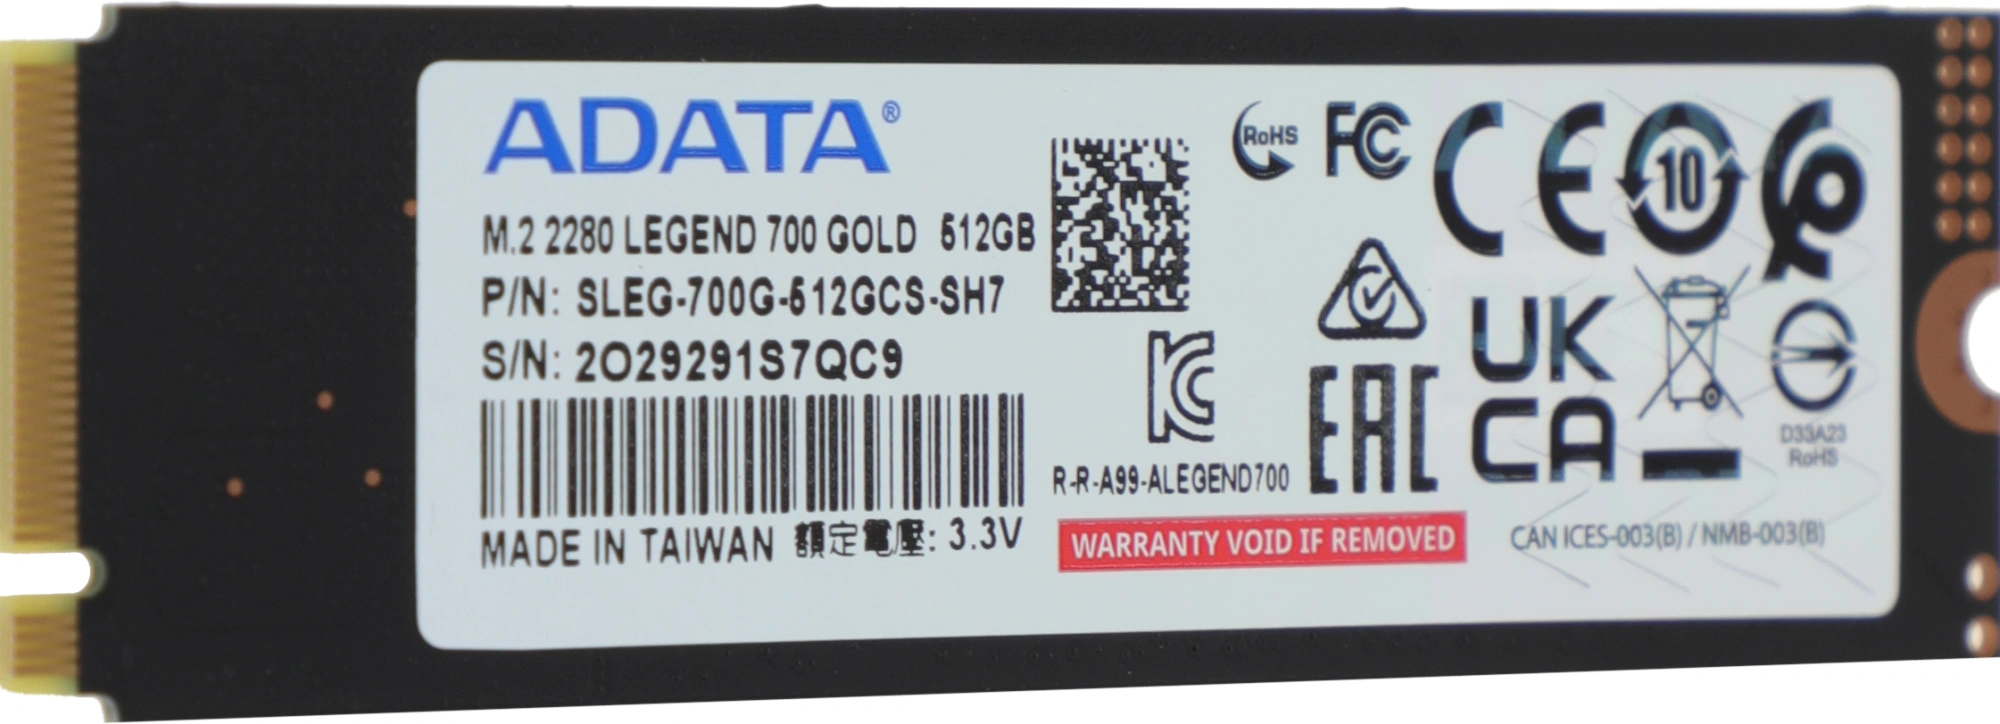 ADATA®
M.2 2280 LEGEND 700 GOLD 512GB
P/N: SLEG-700G-512GCS-SH7
S/N: 2O29291S7QC9
MADE IN TAIWAN 額定電壓: 3.3V
RoHS
FC
CE
10
R-R-A99-ALEGEND700
EAC
UK
CA
D33A23
RoHS
WARRANTY VOID IF REMOVED
CAN ICES-003(B) / NMB-003(B)